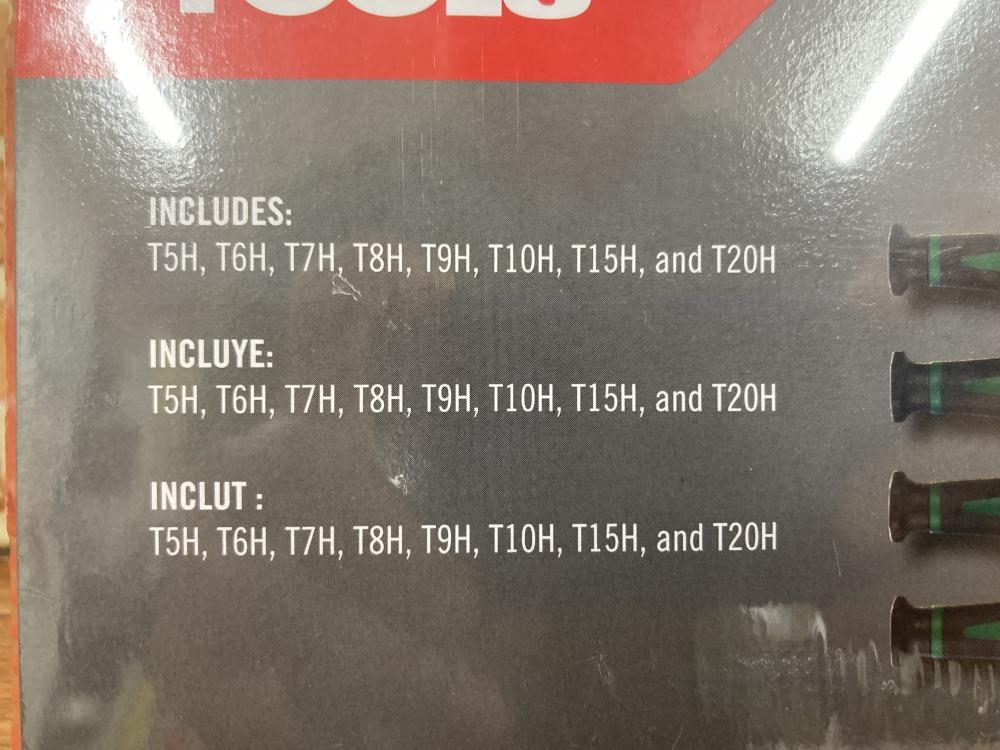 TOOLS
INCLUDES:
T5H, T6H, T7H, T8H, T9H, T10H, T15H, and T20H
INCLUYE:
T5H, T6H, T7H, T8H, T9H, T10H, T15H, and T20H
INCLUT :
T5H, T6H, T7H, T8H, T9H, T10H, T15H, and T20H